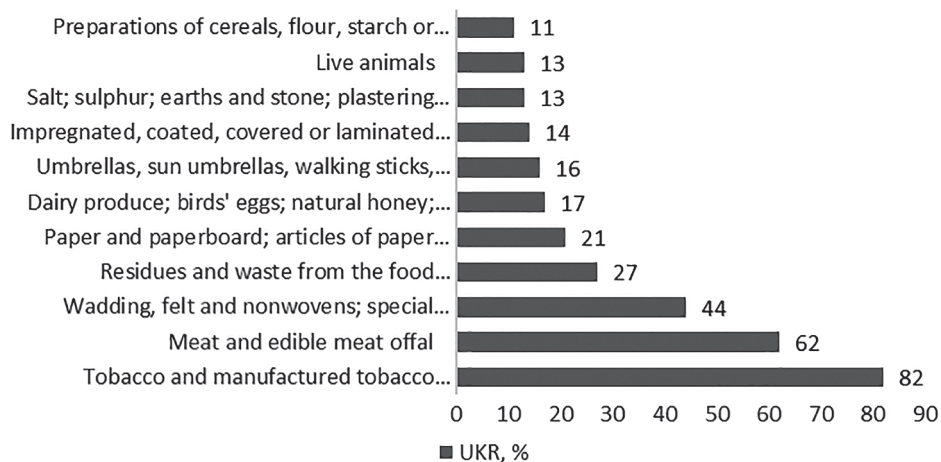 Preparations of cereals, flour, starch or... 11
Live animals 13
Salt; sulphur; earths and stone; plastering... 13
Impregnated, coated, covered or laminated... 14
Umbrellas, sun umbrellas, walking sticks,... 16
Dairy produce; birds' eggs; natural honey;... 17
Paper and paperboard; articles of paper... 21
Residues and waste from the food... 27
Wadding, felt and nonwovens; special... 44
Meat and edible meat offal 62
Tobacco and manufactured tobacco... 82
0 10 20 30 40 50 60 70 80 90
UKR, %